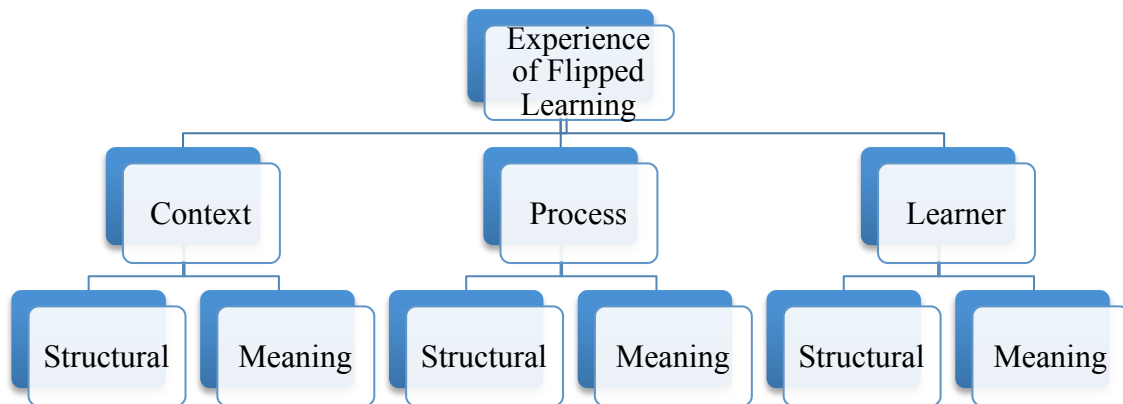 Experience
of Flipped
Learning
Context
Process
Learner
Structural
Meaning
Structural
Meaning
Structural
Meaning